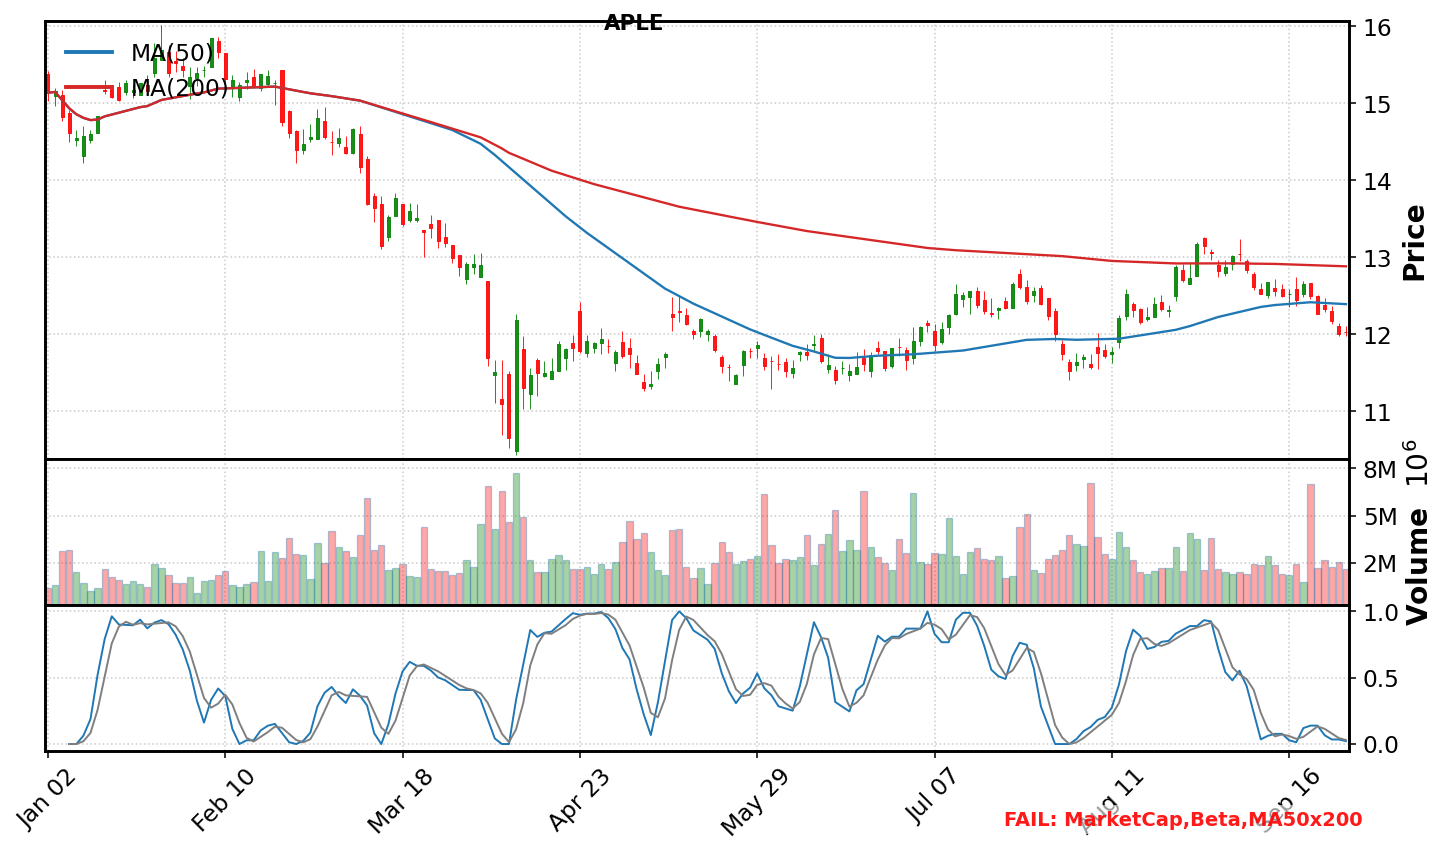 APLE
MA(50)
MA(200)
16
15
14
13
12
11
Price
8M
5M
2M
Volume 10^6
1.0
0.5
0.0
Jan 02
Feb 10
Mar 18
Apr 23
May 29
Jul 07
Aug 11
Sep 16
FAIL: MarketCap,Beta,MA50x200